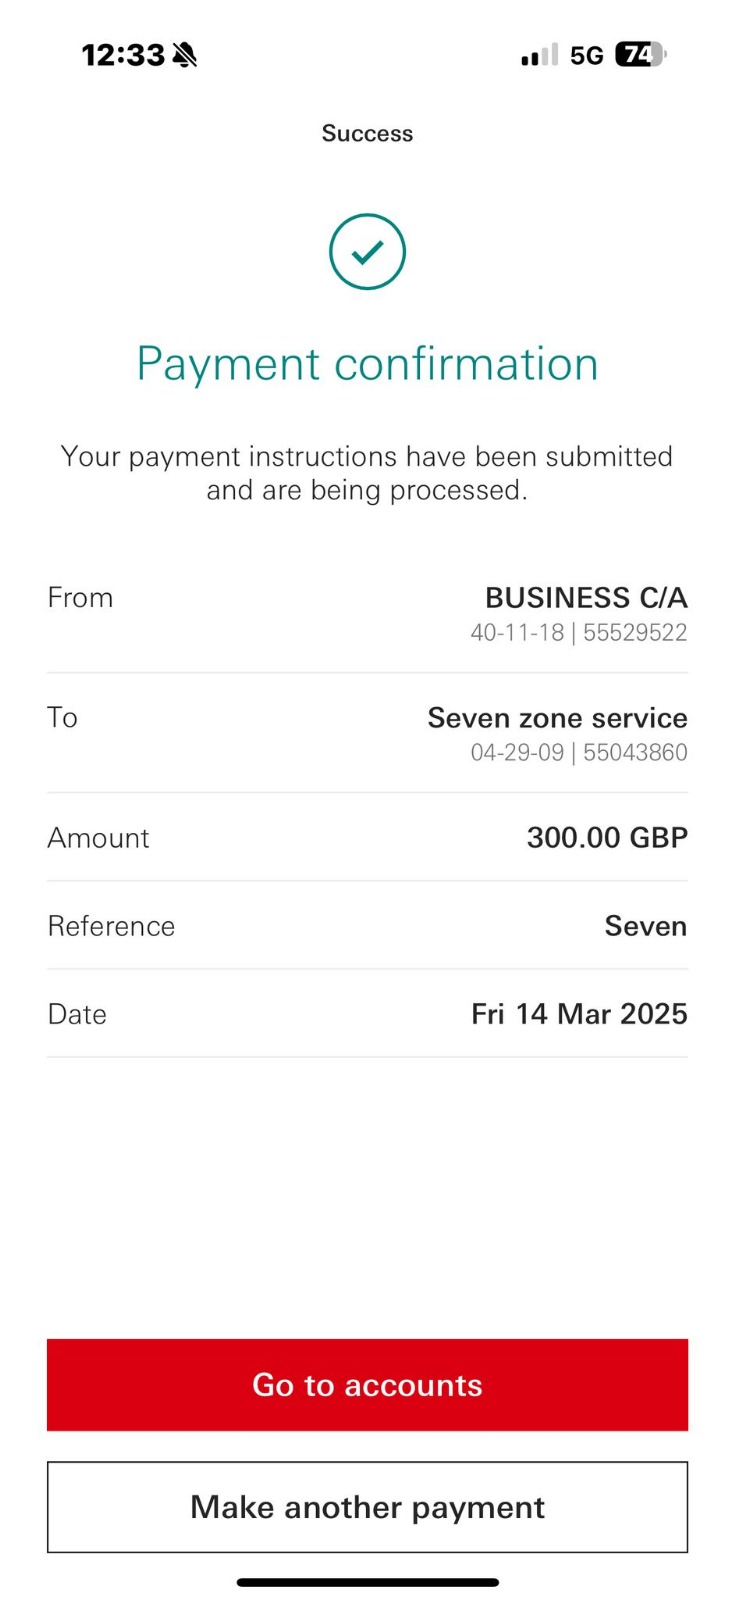 12:33
5G 74
Success
Payment confirmation
Your payment instructions have been submitted
and are being processed.
From BUSINESS C/A
40-11-18 | 55529522
To Seven zone service
04-29-09 | 55043860
Amount 300.00 GBP
Reference Seven
Date Fri 14 Mar 2025
Go to accounts
Make another payment